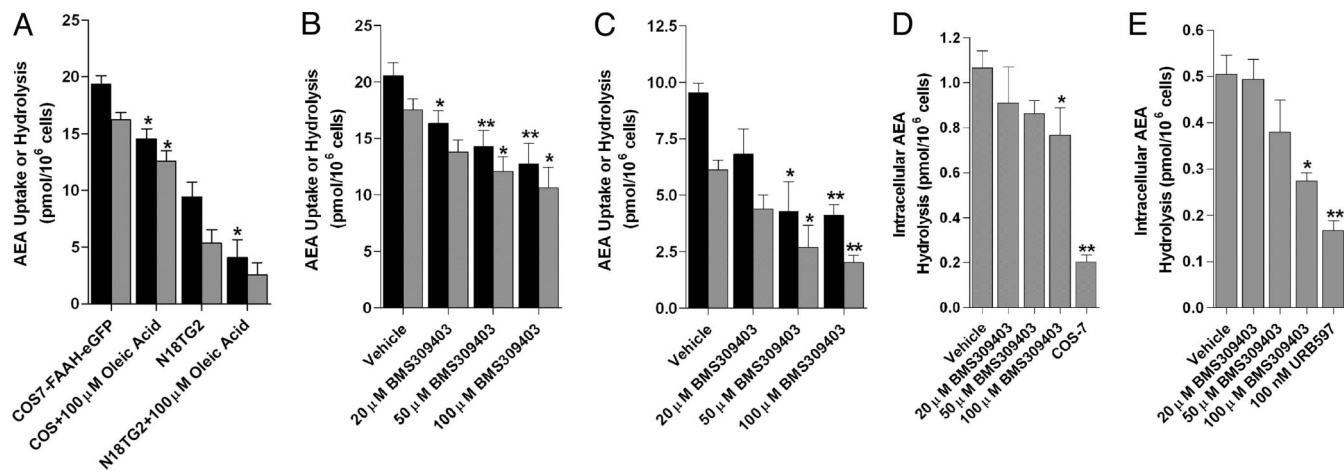 A
AEA Uptake or Hydrolysis
(pmol/10⁶ cells)
25
20
15
10
5
0
* *
*
COS7-FAAH-eGFP
COS+100 μM Oleic Acid
N18TG2
N18TG2+100 μM Oleic Acid
B
AEA Uptake or Hydrolysis
(pmol/10⁶ cells)
25
20
15
10
5
0
*
** *
** *
Vehicle
20 μM BMS309403
50 μM BMS309403
100 μM BMS309403
C
AEA Uptake or Hydrolysis
(pmol/10⁶ cells)
12.5
10.0
7.5
5.0
2.5
0.0
* *
** **
Vehicle
20 μM BMS309403
50 μM BMS309403
100 μM BMS309403
D
Intracellular AEA
Hydrolysis (pmol/10⁶ cells)
1.2
1.0
0.8
0.6
0.4
0.2
0.0
*
**
Vehicle
20 μM BMS309403
50 μM BMS309403
100 μM BMS309403
COS-7
E
Intracellular AEA
Hydrolysis (pmol/10⁶ cells)
0.6
0.5
0.4
0.3
0.2
0.1
0.0
*
**
Vehicle
20 μM BMS309403
50 μM BMS309403
100 μM BMS309403
100 nM URB597